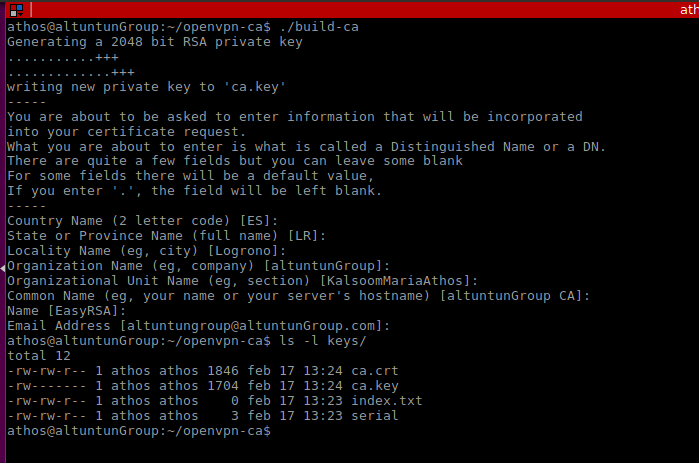 ath
athos@altuntunGroup:~/openvpn-ca$ ./build-ca
Generating a 2048 bit RSA private key
...........+++
.............+++
writing new private key to 'ca.key'
-----
You are about to be asked to enter information that will be incorporated
into your certificate request.
What you are about to enter is what is called a Distinguished Name or a DN.
There are quite a few fields but you can leave some blank
For some fields there will be a default value,
If you enter '.', the field will be left blank.
-----
Country Name (2 letter code) [ES]:
State or Province Name (full name) [LR]:
Locality Name (eg, city) [Logrono]:
Organization Name (eg, company) [altuntunGroup]:
Organizational Unit Name (eg, section) [KalsoomMariaAthos]:
Common Name (eg, your name or your server's hostname) [altuntunGroup CA]:
Name [EasyRSA]:
Email Address [altuntungroup@altuntunGroup.com]:
athos@altuntunGroup:~/openvpn-ca$ ls -l keys/
total 12
-rw-rw-r-- 1 athos athos 1846 feb 17 13:24 ca.crt
-rw------- 1 athos athos 1704 feb 17 13:24 ca.key
-rw-rw-r-- 1 athos athos    0 feb 17 13:23 index.txt
-rw-rw-r-- 1 athos athos    3 feb 17 13:23 serial
athos@altuntunGroup:~/openvpn-ca$